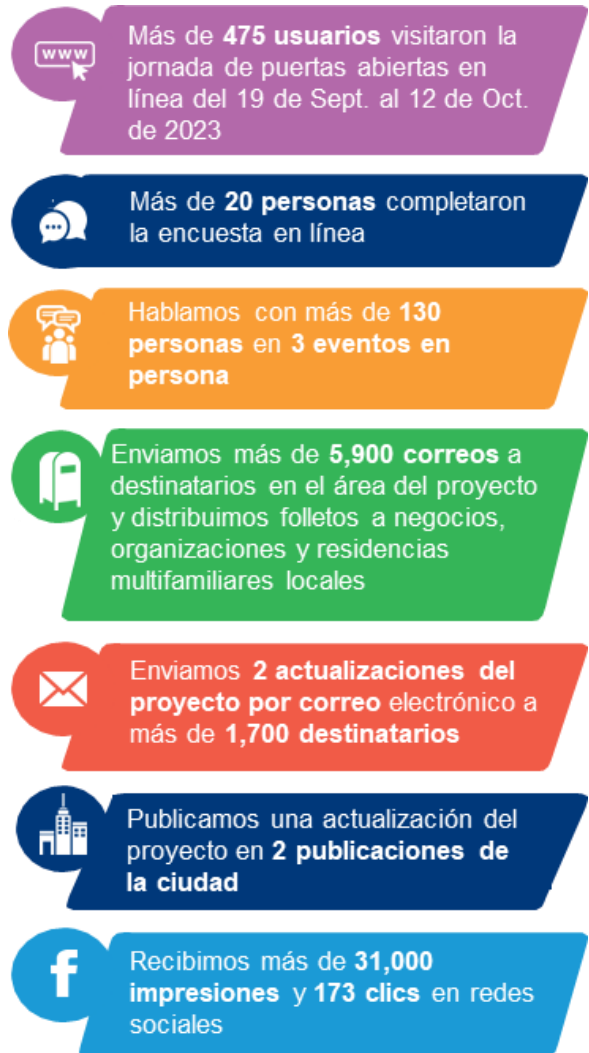 www
Más de 475 usuarios visitaron la
jornada de puertas abiertas en
línea del 19 de Sept. al 12 de Oct.
de 2023
Más de 20 personas completaron
la encuesta en línea
Hablamos con más de 130
personas en 3 eventos en
persona
Enviamos más de 5,900 correos a
destinatarios en el área del proyecto
y distribuimos folletos a negocios,
organizaciones y residencias
multifamiliares locales
Enviamos 2 actualizaciones del
proyecto por correo electrónico a
más de 1,700 destinatarios
Publicamos una actualización del
proyecto en 2 publicaciones de
la ciudad
f
Recibimos más de 31,000
impresiones y 173 clics en redes
sociales